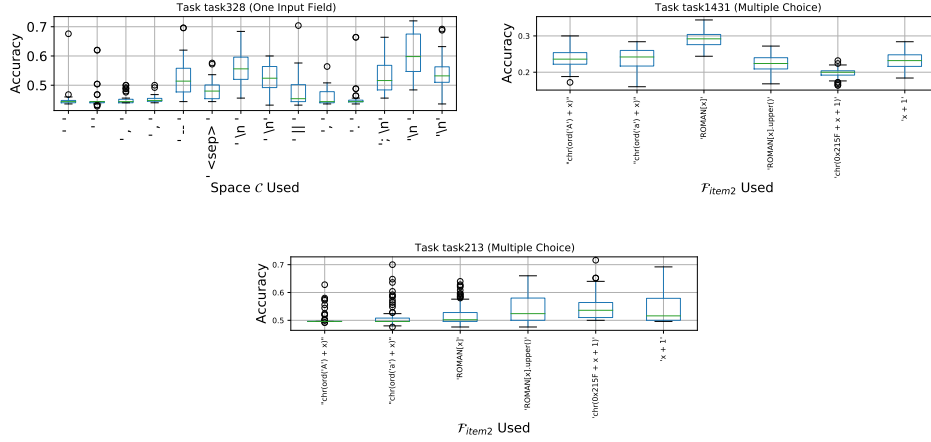 Task task328 (One Input Field)
Accuracy
0.7
0.6
0.5
' '
' '
' , '
' , '
' -- '
' <sep> '
' \n'
' \n '
' || '
' , '
' . '
' ; \n'
'\n'
'\n '
Space C Used
Task task1431 (Multiple Choice)
Accuracy
0.3
0.2
"chr(ord('A') + x)"
"chr(ord('a') + x)"
'ROMAN[x]'
'ROMAN[x].upper()'
'chr(0x215F + x + 1)'
'x + 1'
F_item2 Used
Task task213 (Multiple Choice)
Accuracy
0.7
0.6
0.5
"chr(ord('A') + x)"
"chr(ord('a') + x)"
'ROMAN[x]'
'ROMAN[x].upper()'
'chr(0x215F + x + 1)'
'x + 1'
F_item2 Used